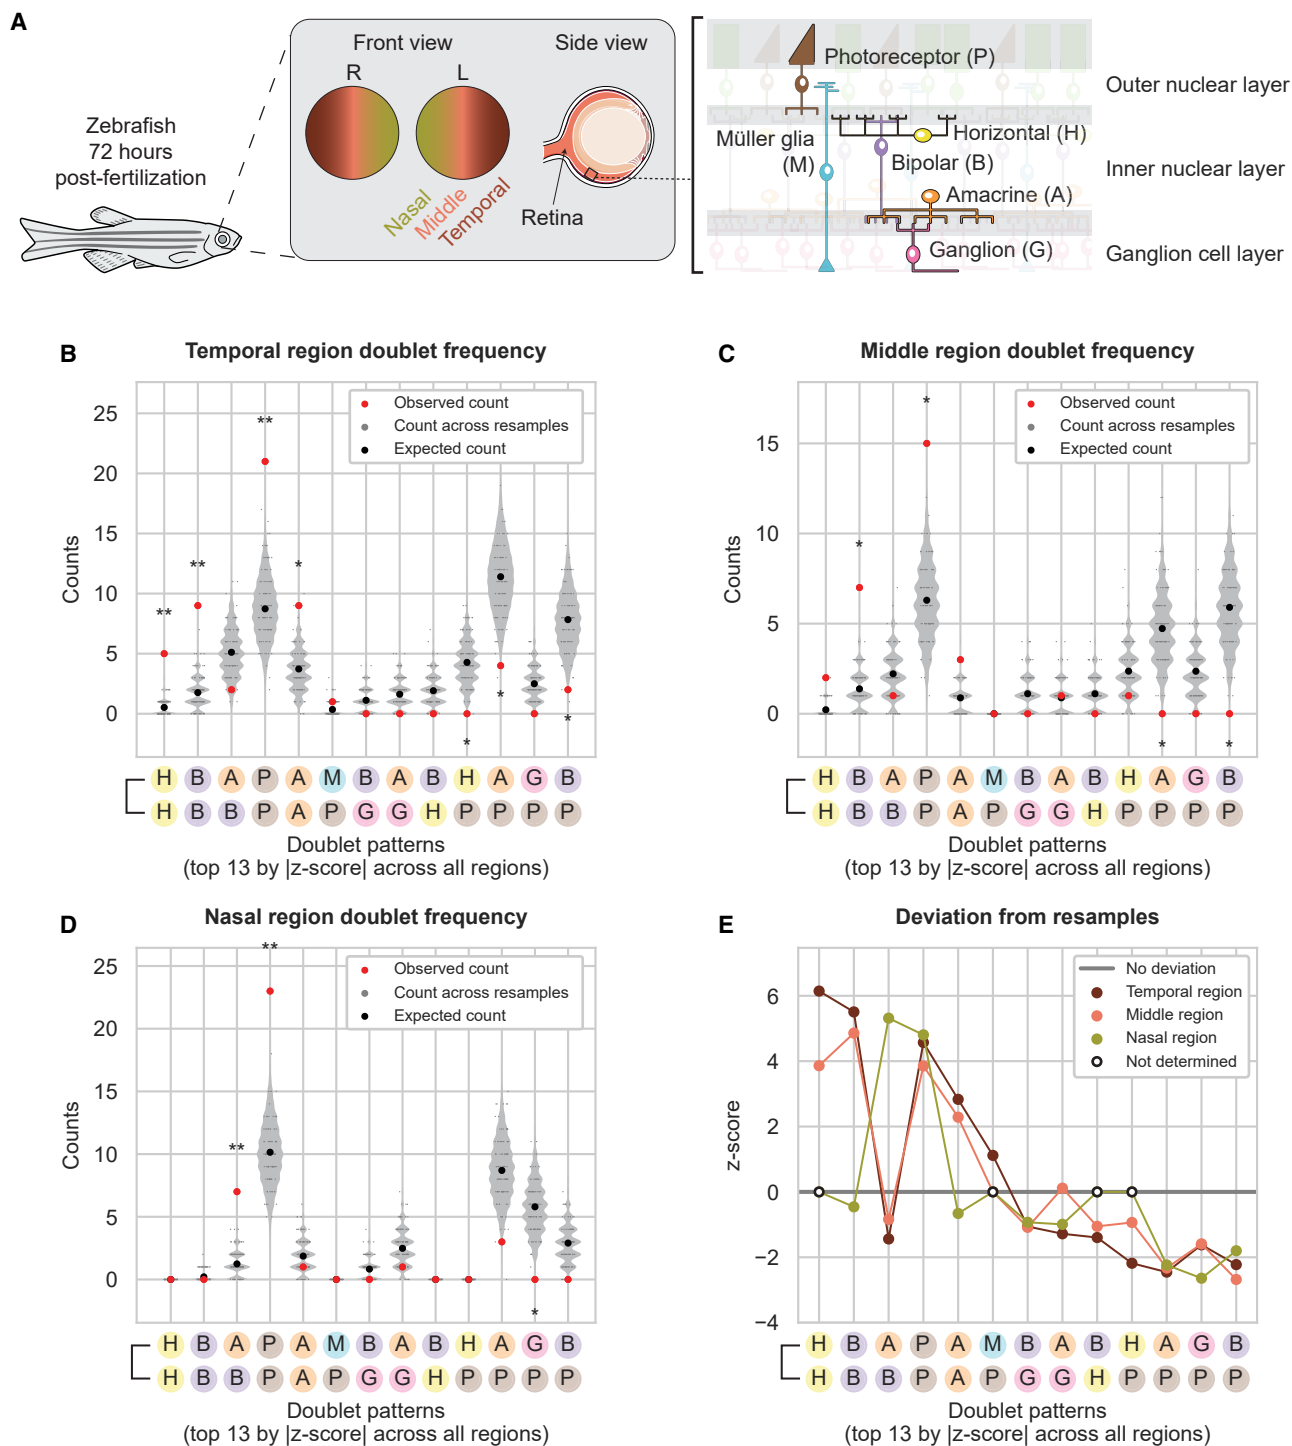 A
Front view
Side view
R
L
Zebrafish
72 hours
post-fertilization
Nasal
Middle
Temporal
Retina
Photoreceptor (P)
Outer nuclear layer
Müller glia
(M)
Horizontal (H)
Bipolar (B)
Inner nuclear layer
Amacrine (A)
Ganglion (G)
Ganglion cell layer
B
Temporal region doublet frequency
Observed count
Count across resamples
Expected count
Counts
25
20
15
10
5
0
** ** ** * * * *
H B A P A M B A B H A G B
H B B P A P G G H P P P P
Doublet patterns
(top 13 by |z-score| across all regions)
C
Middle region doublet frequency
Observed count
Count across resamples
Expected count
Counts
15
10
5
0
* * * *
H B A P A M B A B H A G B
H B B P A P G G H P P P P
Doublet patterns
(top 13 by |z-score| across all regions)
D
Nasal region doublet frequency
Observed count
Count across resamples
Expected count
Counts
25
20
15
10
5
0
** ** *
H B A P A M B A B H A G B
H B B P A P G G H P P P P
Doublet patterns
(top 13 by |z-score| across all regions)
E
Deviation from resamples
No deviation
Temporal region
Middle region
Nasal region
Not determined
z-score
6
4
2
0
−2
−4
H B A P A M B A B H A G B
H B B P A P G G H P P P P
Doublet patterns
(top 13 by |z-score| across all regions)